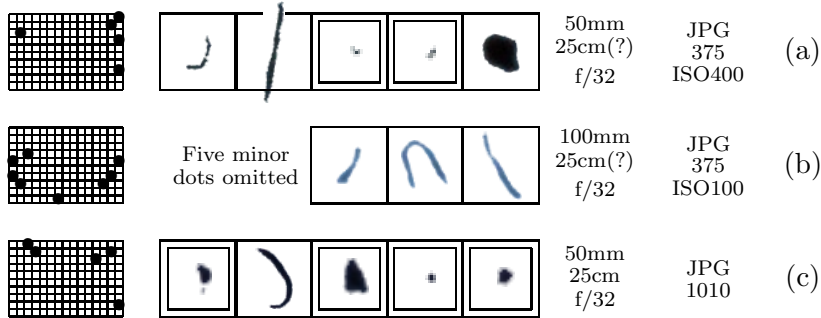 50mm
25cm(?)
f/32
JPG
375
ISO400
(a)
Five minor
dots omitted
100mm
25cm(?)
f/32
JPG
375
ISO100
(b)
50mm
25cm
f/32
JPG
1010
(c)